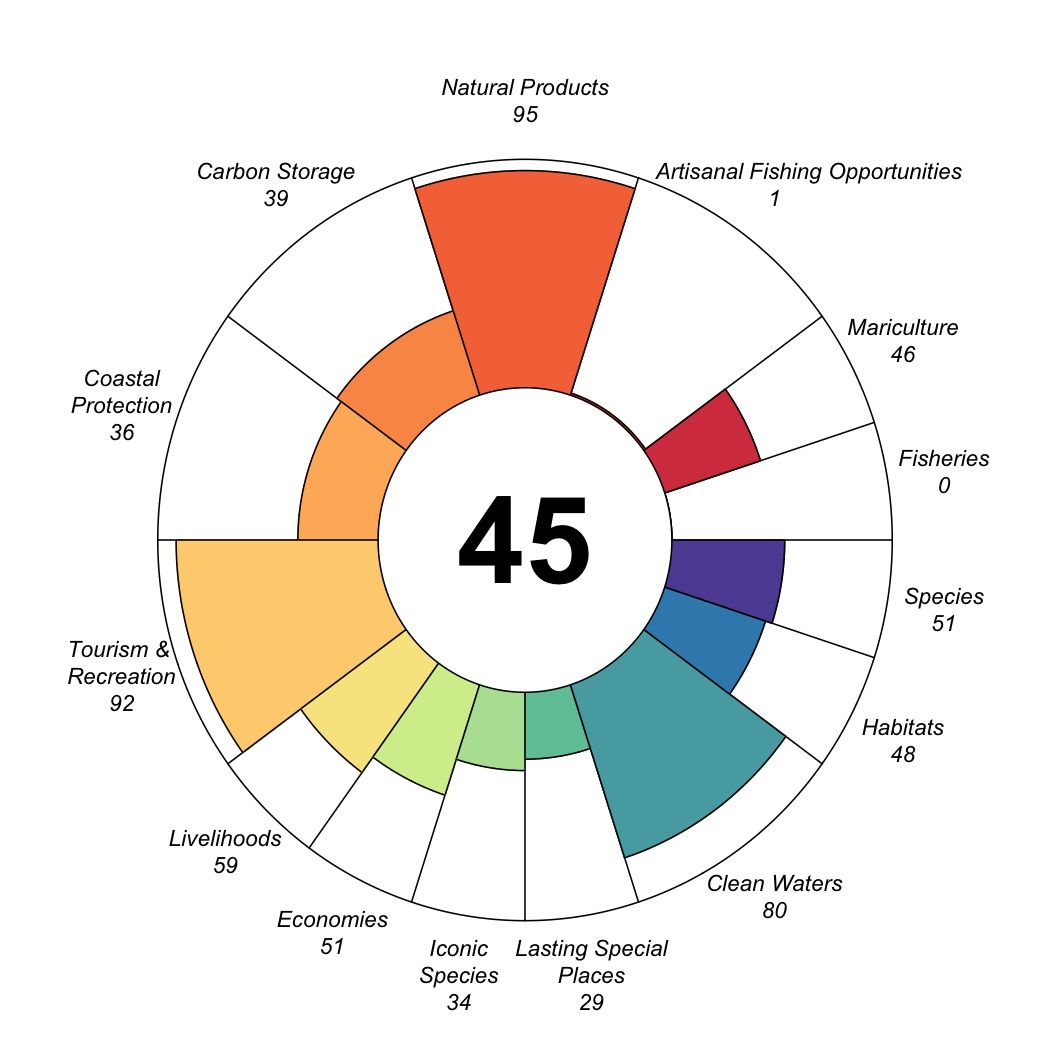 Natural Products
95
Carbon Storage
39
Artisanal Fishing Opportunities
1
Mariculture
46
Coastal
Protection
36
Fisheries
0
45
Species
51
Tourism &
Recreation
92
Habitats
48
Livelihoods
59
Clean Waters
80
Economies
51
Iconic
Species
34
Lasting Special
Places
29